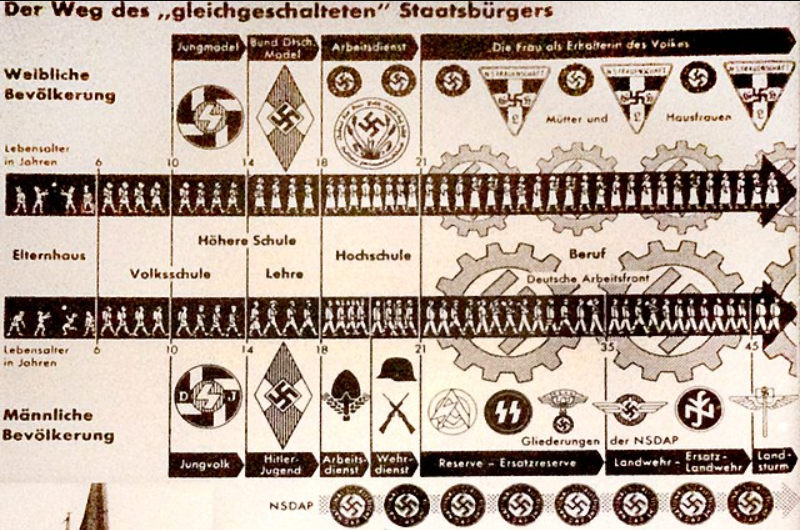 Der Weg des „gleichgeschalteten" Staatsbürgers
Jungmädel
Bund Dtsch. Mädel
Arbeitsdienst
Die Frau als Erhalterin des Volkes
Weibliche
Bevölkerung
N.S.FRAUENSCHAFT
N.S.FRAUENSCHAFT
N.S.FRAUENSCHAFT
Mütter und
Hausfrauen
Lebensalter
in Jahren
6
10
14
18
21
Elternhaus
Volksschule
Höhere Schule
Lehre
Hochschule
Beruf
Deutsche Arbeitsfront
Lebensalter
in Jahren
6
10
14
18
21
35
45
Männliche
Bevölkerung
D J
Gliederungen der NSDAP
Jungvolk
Hitler-
Jugend
Arbeits-
dienst
Wehr-
dienst
Reserve – Ersatzreserve
Landwehr – Ersatz-
Landwehr
Land-
sturm
NSDAP